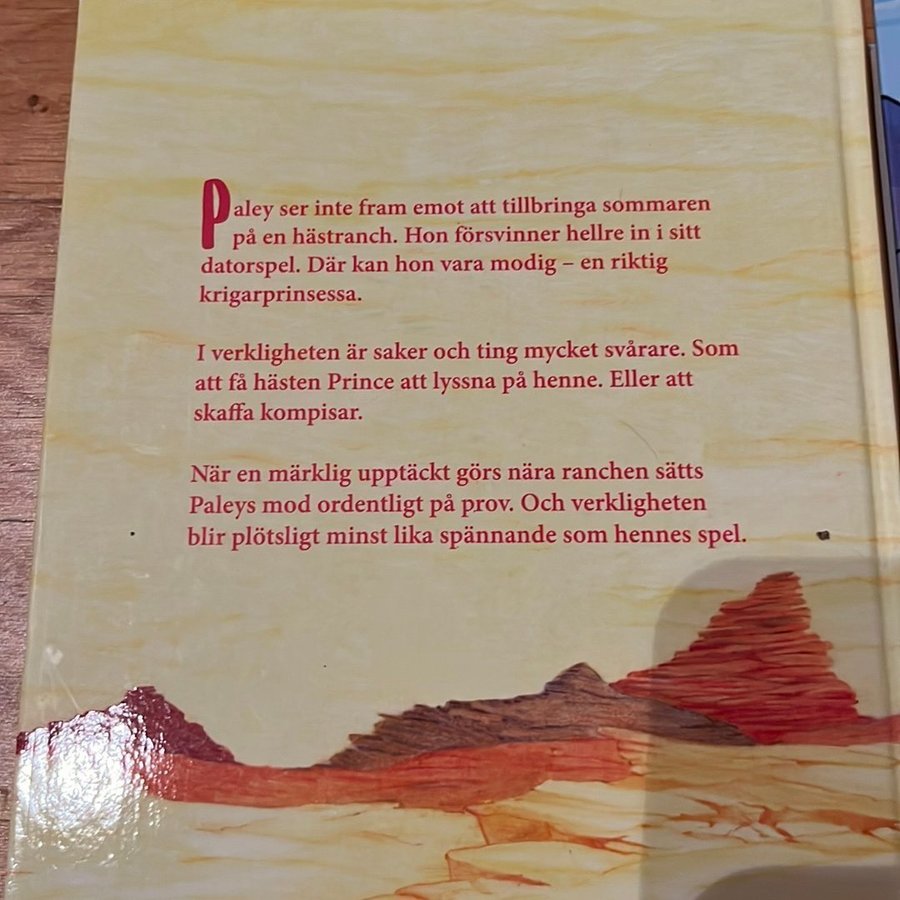 Paley ser inte fram emot att tillbringa sommaren
på en hästranch. Hon försvinner hellre in i sitt
datorspel. Där kan hon vara modig – en riktig
krigarprinsessa.
I verkligheten är saker och ting mycket svårare. Som
att få hästen Prince att lyssna på henne. Eller att
skaffa kompisar.
När en märklig upptäckt görs nära ranchen sätts
Paleys mod ordentligt på prov. Och verkligheten
blir plötsligt minst lika spännande som hennes spel.